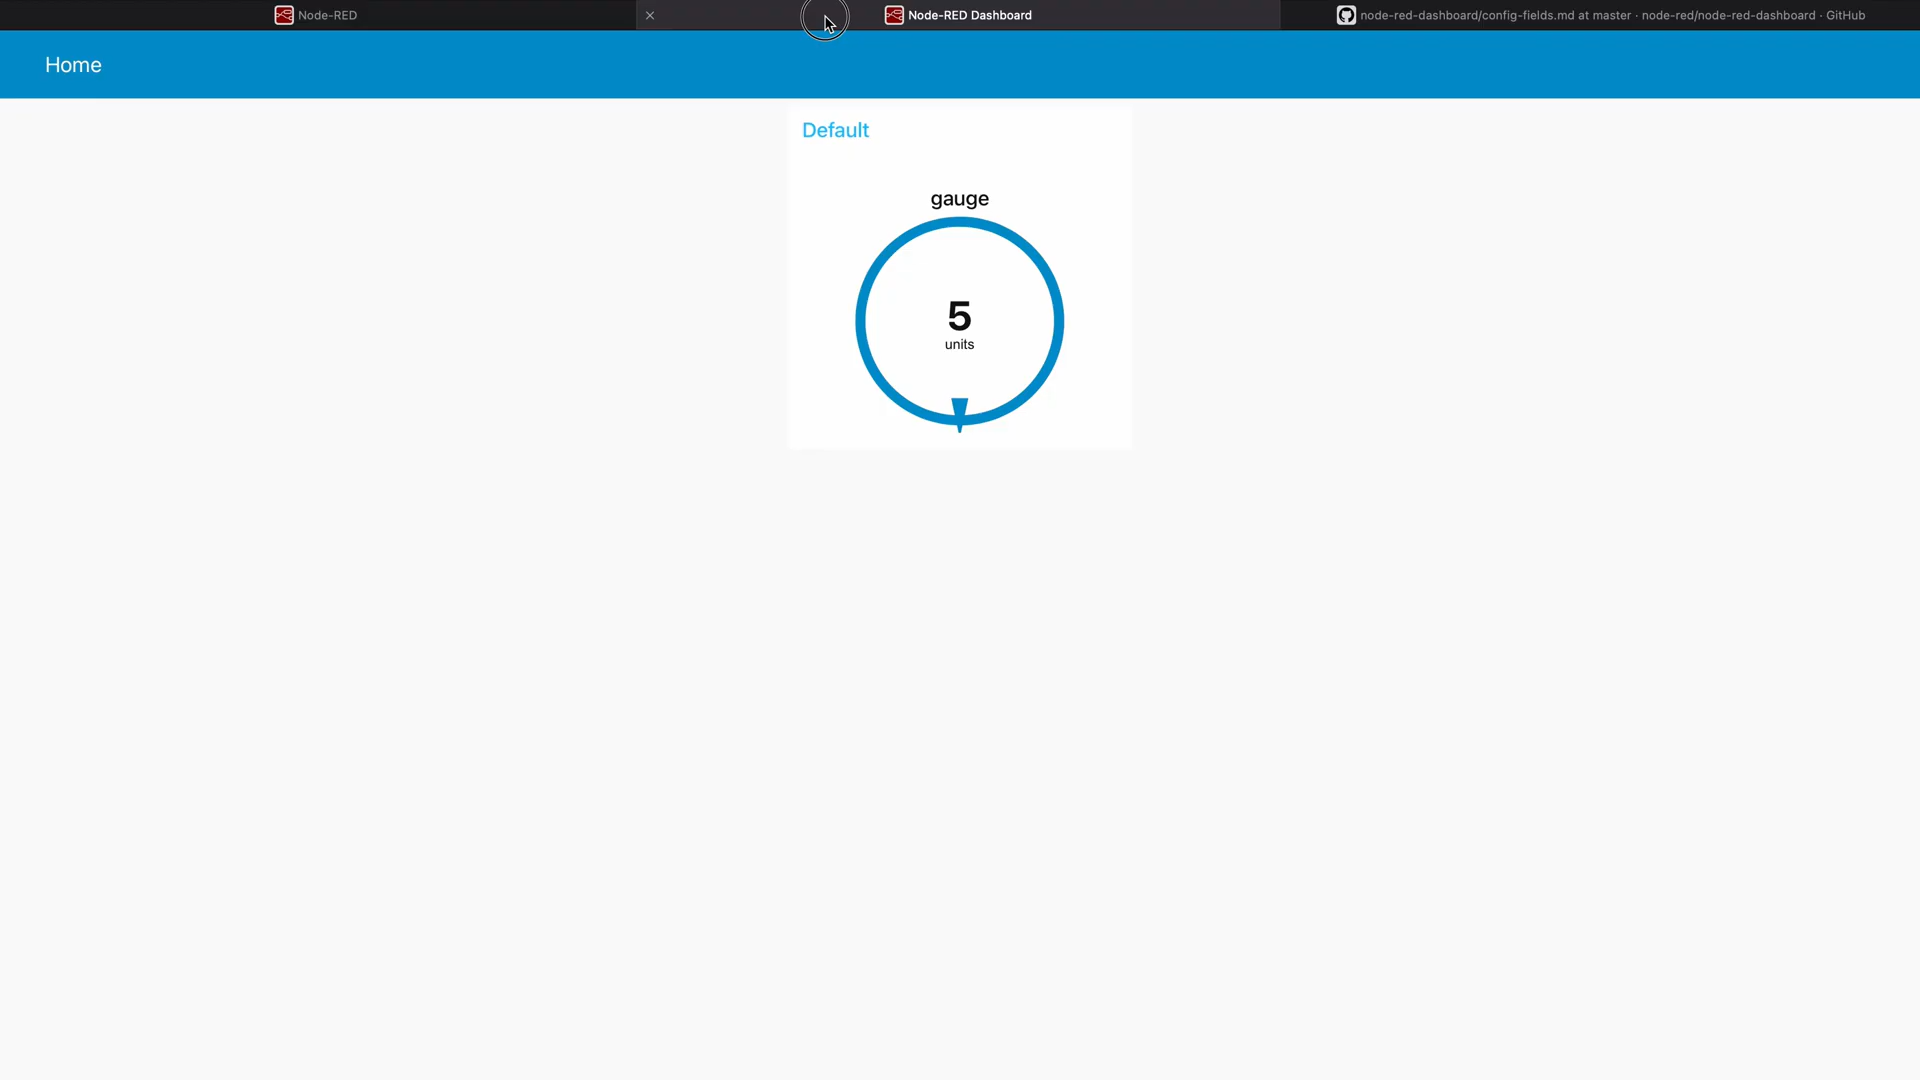 Node-RED
Node-RED Dashboard
node-red-dashboard/config-fields.md at master · node-red/node-red-dashboard · GitHub
Home
Default
gauge
5
units